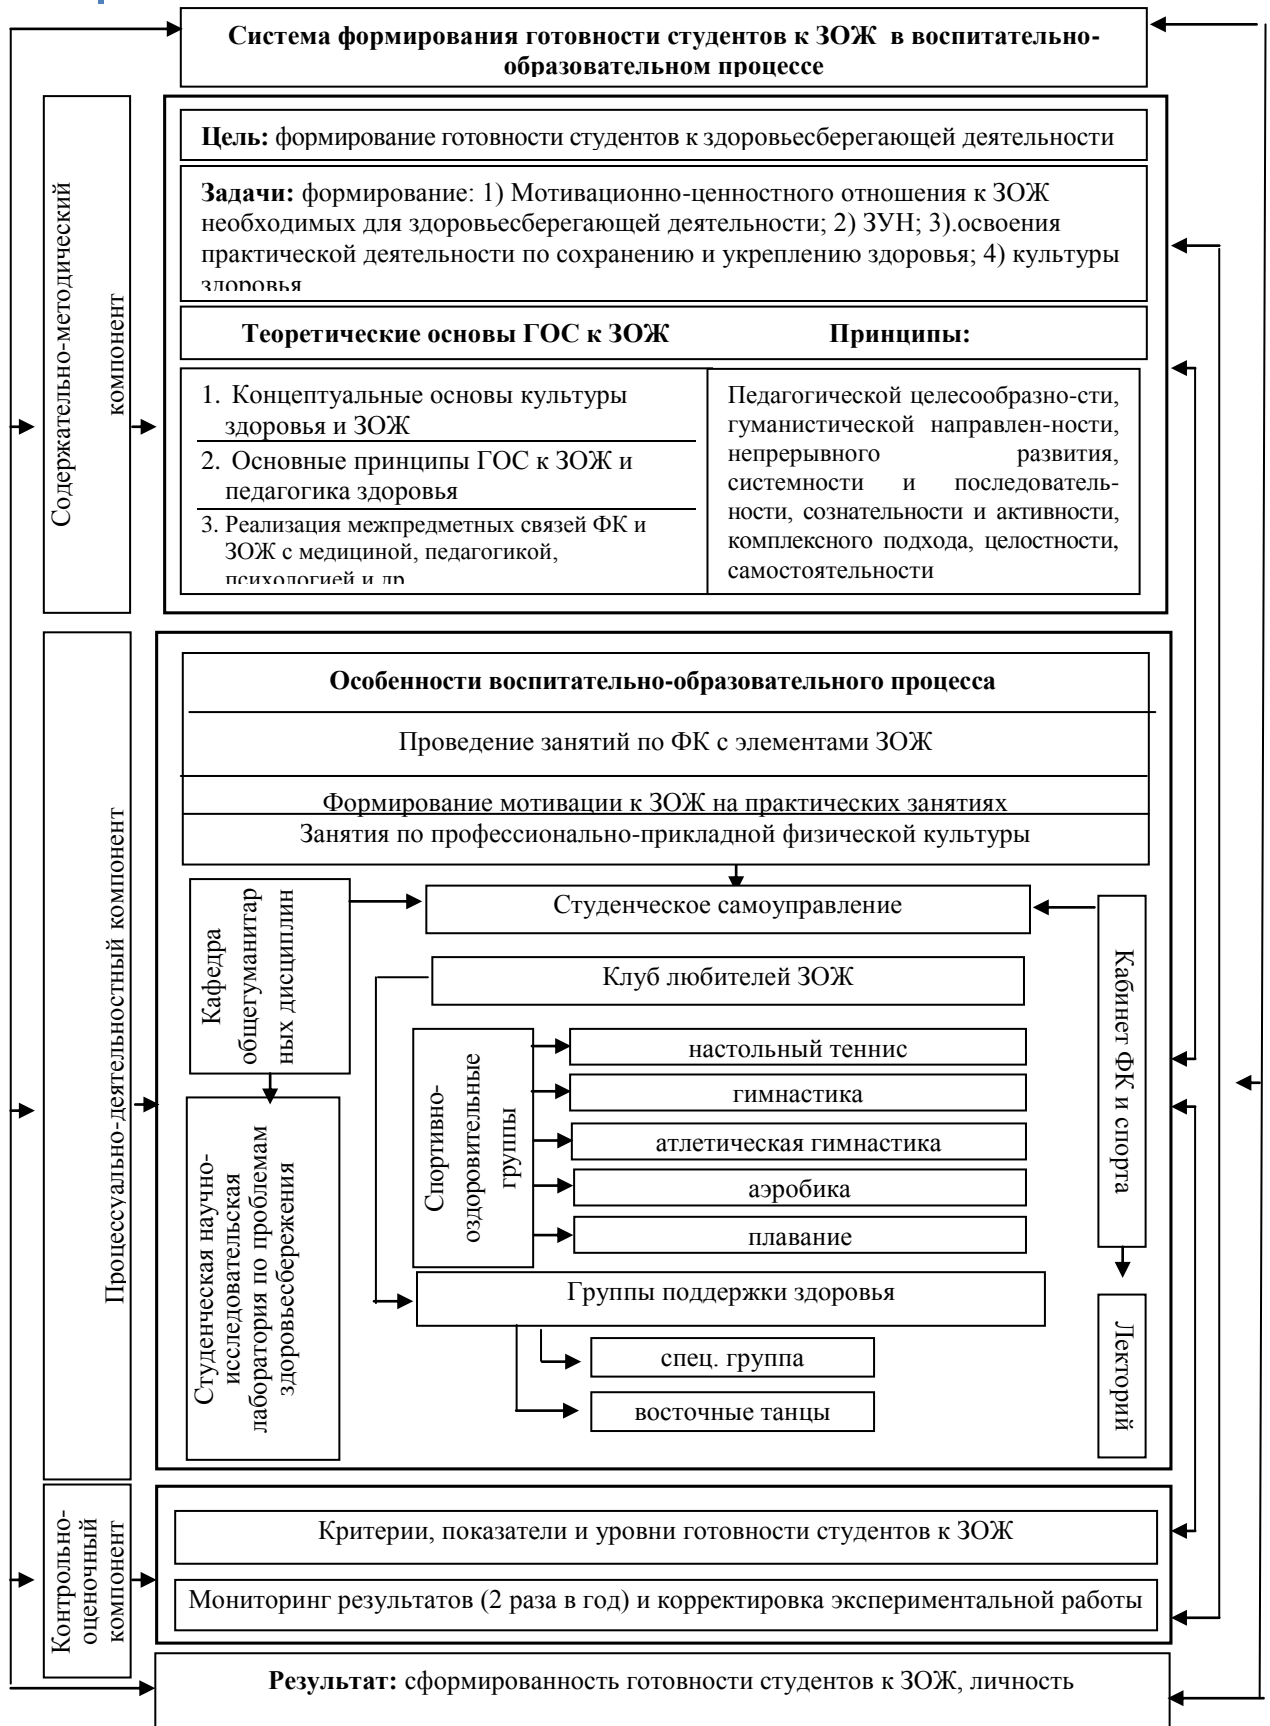 Система формирования готовности студентов к ЗОЖ в воспитательно-
образовательном процессе
Содержательно-методический
компонент
Цель: формирование готовности студентов к здоровьесберегающей деятельности
Задачи: формирование: 1) Мотивационно-ценностного отношения к ЗОЖ
необходимых для здоровьесберегающей деятельности; 2) ЗУН; 3).освоения
практической деятельности по сохранению и укреплению здоровья; 4) культуры
здоровья
Теоретические основы ГОС к ЗОЖ Принципы:
1. Концептуальные основы культуры
здоровья и ЗОЖ
2. Основные принципы ГОС к ЗОЖ и
педагогика здоровья
3. Реализация межпредметных связей ФК и
ЗОЖ с медициной, педагогикой,
психологией и др
Педагогической целесообразно-сти,
гуманистической направлен-ности,
непрерывного развития,
системности и последователь-
ности, сознательности и активности,
комплексного подхода, целостности,
самостоятельности
Процессуально-деятельностный компонент
Особенности воспитательно-образовательного процесса
Проведение занятий по ФК с элементами ЗОЖ
Формирование мотивации к ЗОЖ на практических занятиях
Занятия по профессионально-прикладной физической культуры
Кафедра
общегуманитар
ных дисциплин
Студенческое самоуправление
Клуб любителей ЗОЖ
Кабинет ФК и спорта
Спортивно-
оздоровительные
группы
настольный теннис
гимнастика
атлетическая гимнастика
аэробика
плавание
Студенческая научно-
исследовательская
лаборатория по проблемам
здоровьесбережения
Группы поддержки здоровья
спец. группа
восточные танцы
Лекторий
Контрольно-
оценочный
компонент
Критерии, показатели и уровни готовности студентов к ЗОЖ
Мониторинг результатов (2 раза в год) и корректировка экспериментальной работы
Результат: сформированность готовности студентов к ЗОЖ, личность